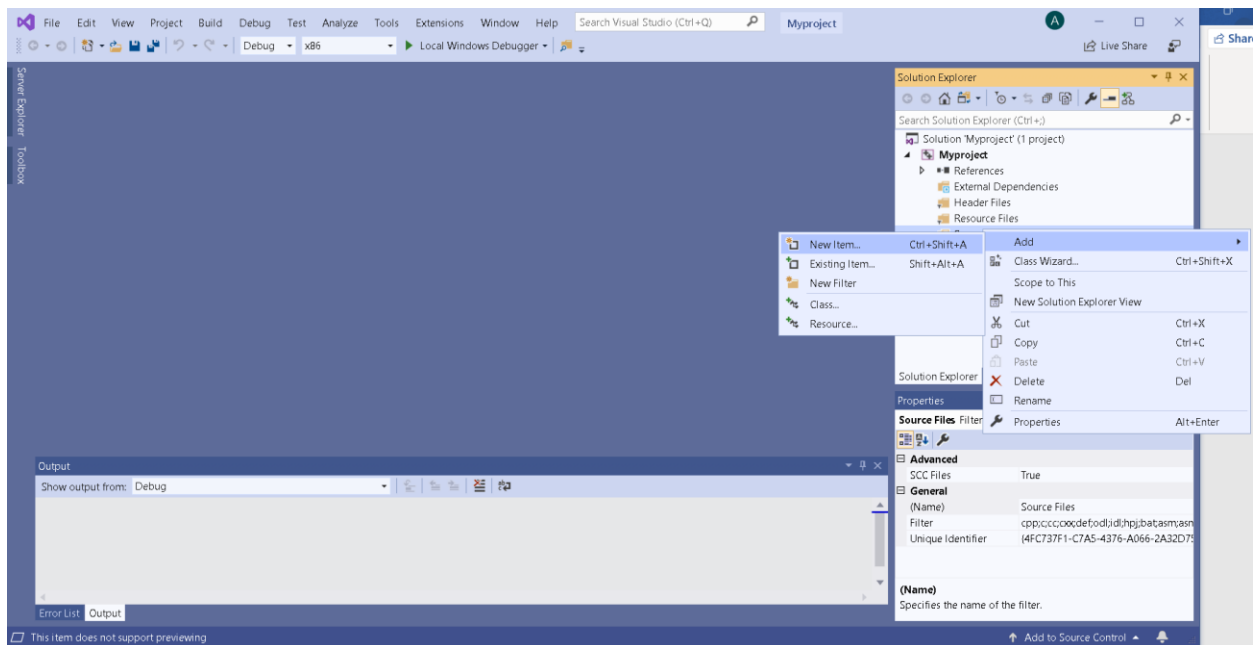 File Edit View Project Build Debug Test Analyze Tools Extensions Window Help Search Visual Studio (Ctrl+Q) Myproject A
Debug x86 Local Windows Debugger Live Share
Server Explorer
Toolbox
Solution Explorer
Search Solution Explorer (Ctrl+;)
Solution 'Myproject' (1 project)
Myproject
References
External Dependencies
Header Files
Resource Files
New Item... Ctrl+Shift+A
Existing Item... Shift+Alt+A
New Filter
Class...
Resource...
Add
Class Wizard... Ctrl+Shift+X
Scope to This
New Solution Explorer View
Cut Ctrl+X
Copy Ctrl+C
Paste Ctrl+V
Delete Del
Rename
Properties Alt+Enter
Solution Explorer
Properties
Source Files Filter
Advanced
SCC Files True
General
(Name) Source Files
Filter cpp;c;cc;cxx;def;odl;idl;hpj;bat;asm;asm
Unique Identifier {4FC737F1-C7A5-4376-A066-2A32D75
(Name)
Specifies the name of the filter.
Output
Show output from: Debug
Error List Output
This item does not support previewing Add to Source Control